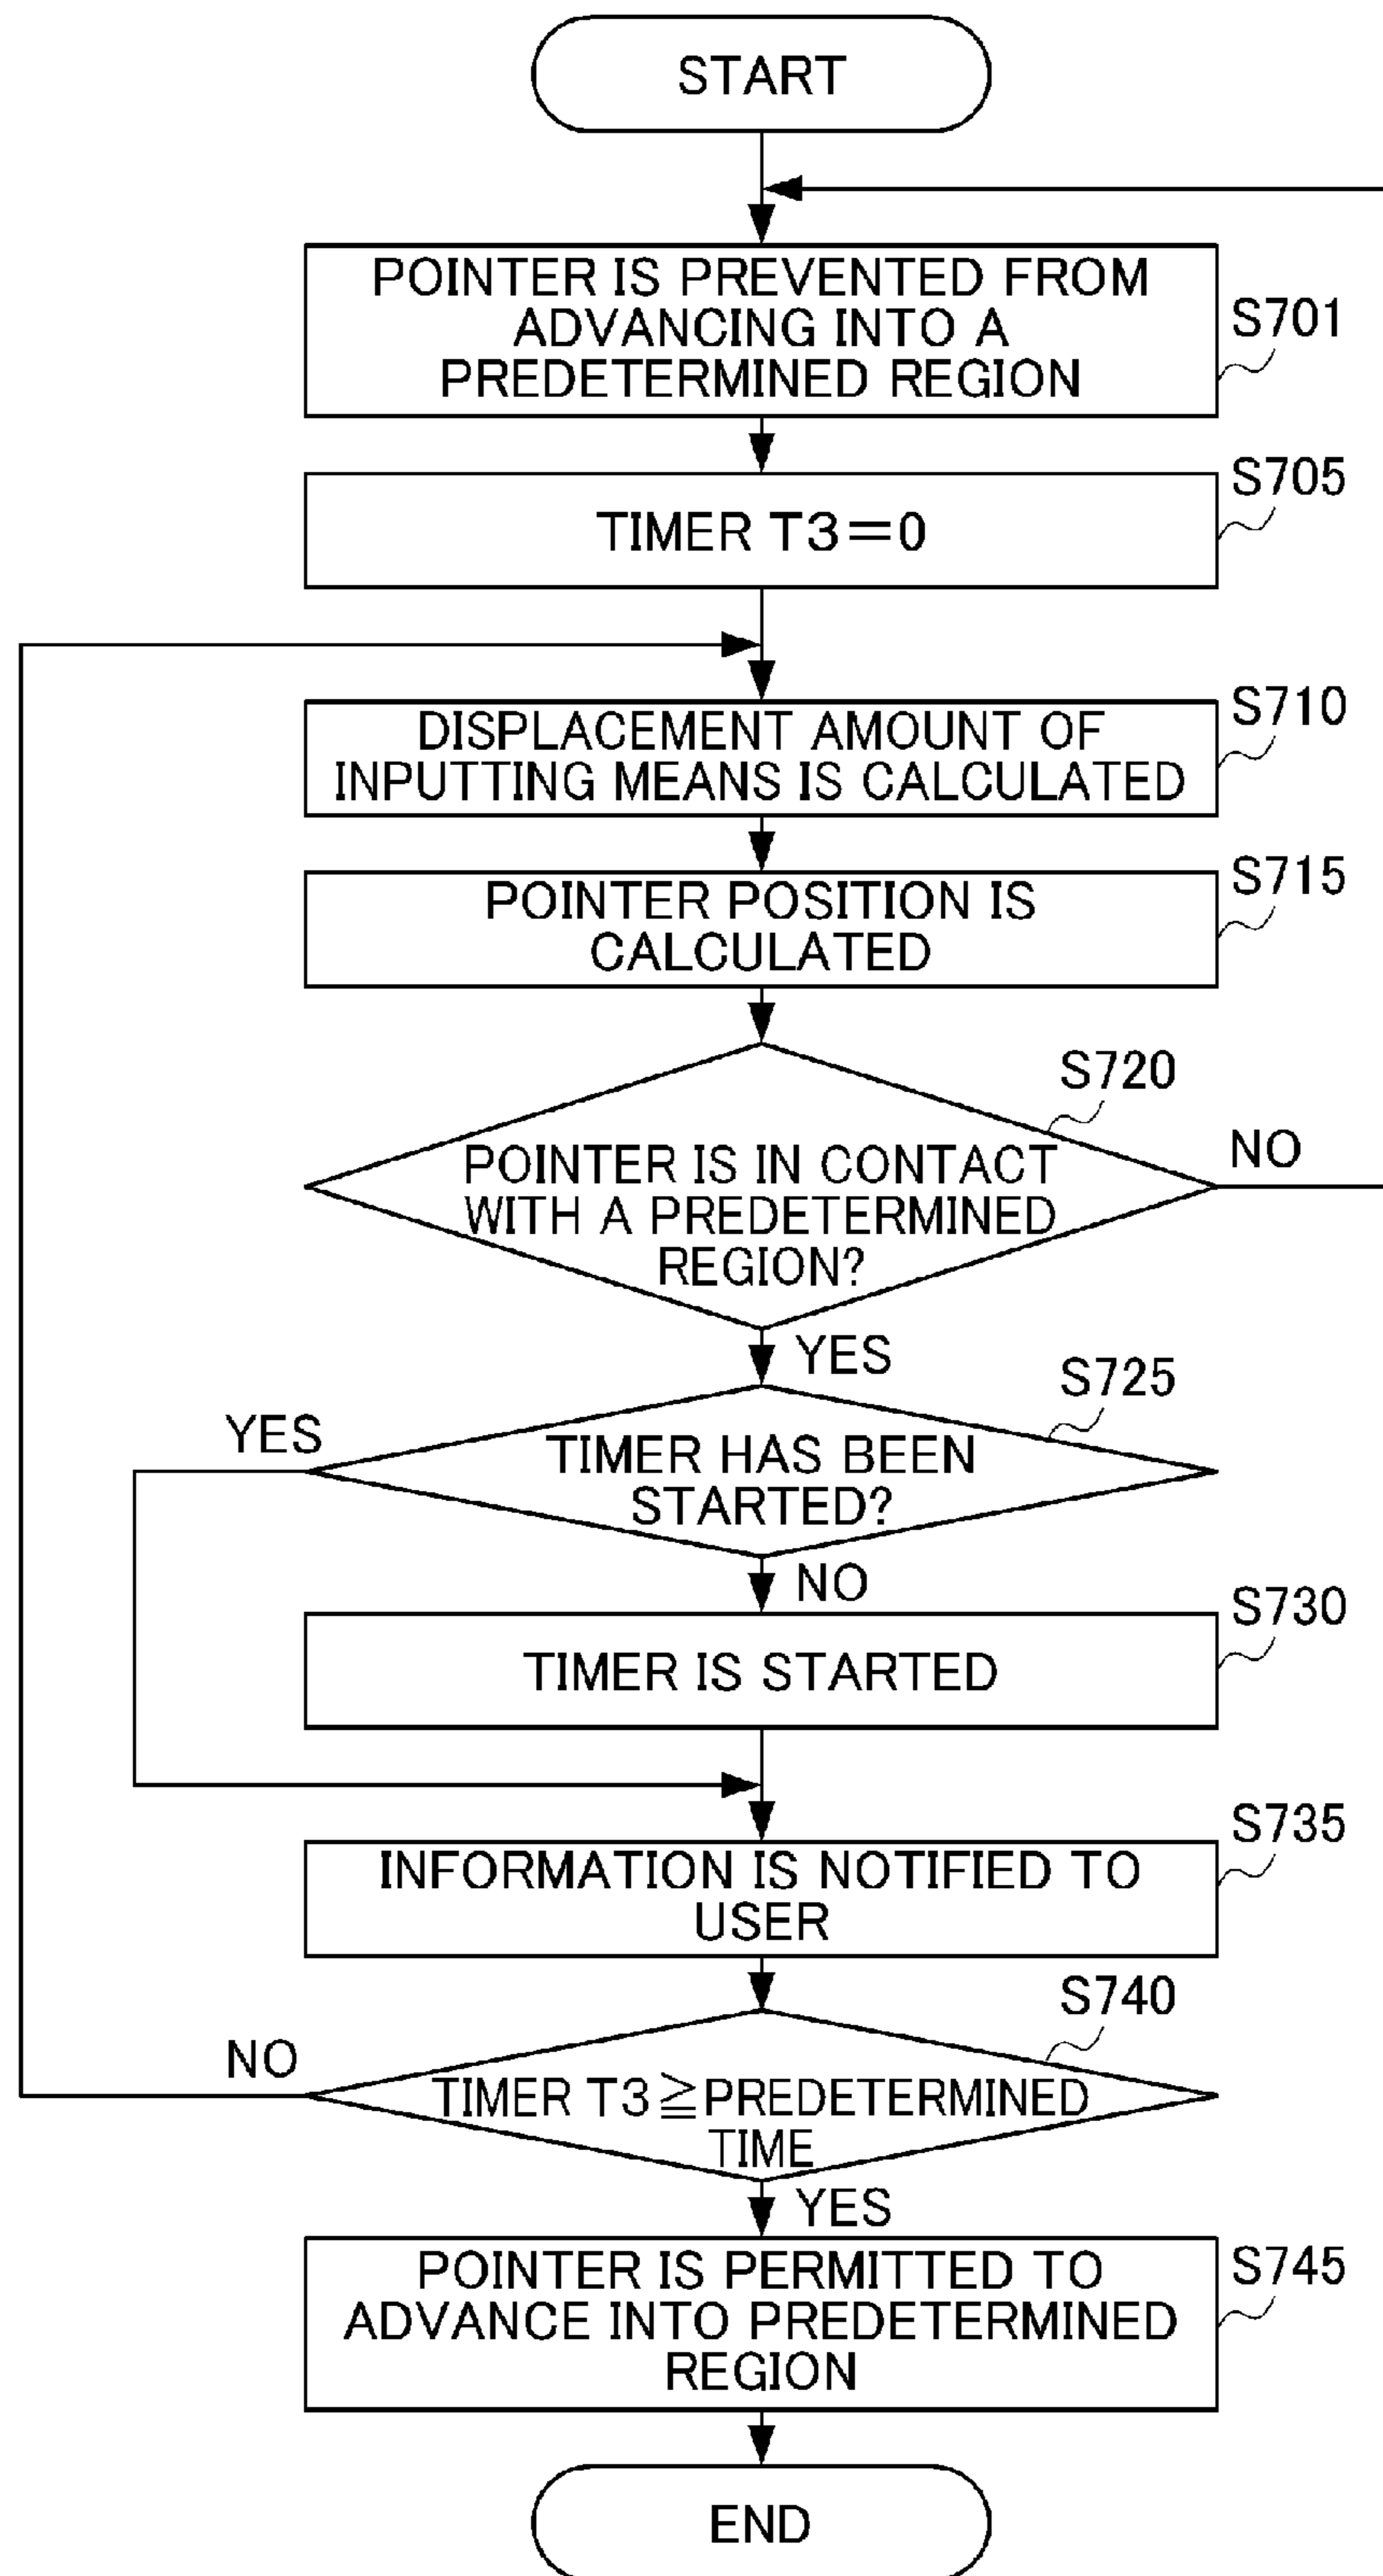 START
POINTER IS PREVENTED FROM
ADVANCING INTO A
PREDETERMINED REGION
S701
S705
TIMER T3=0
S710
DISPLACEMENT AMOUNT OF
INPUTTING MEANS IS CALCULATED
S715
POINTER POSITION IS
CALCULATED
S720
POINTER IS IN CONTACT
WITH A PREDETERMINED
REGION?
NO
YES
S725
YES
TIMER HAS BEEN
STARTED?
NO
S730
TIMER IS STARTED
S735
INFORMATION IS NOTIFIED TO
USER
S740
NO
TIMER T3≧PREDETERMINED
TIME
YES
S745
POINTER IS PERMITTED TO
ADVANCE INTO PREDETERMINED
REGION
END